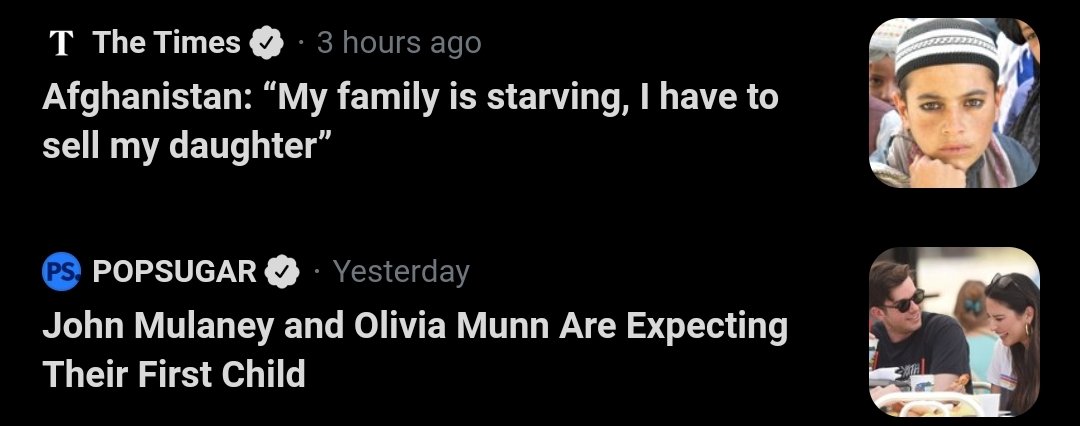 T The Times · 3 hours ago
Afghanistan: “My family is starving, I have to
sell my daughter”
PS. POPSUGAR · Yesterday
John Mulaney and Olivia Munn Are Expecting
Their First Child